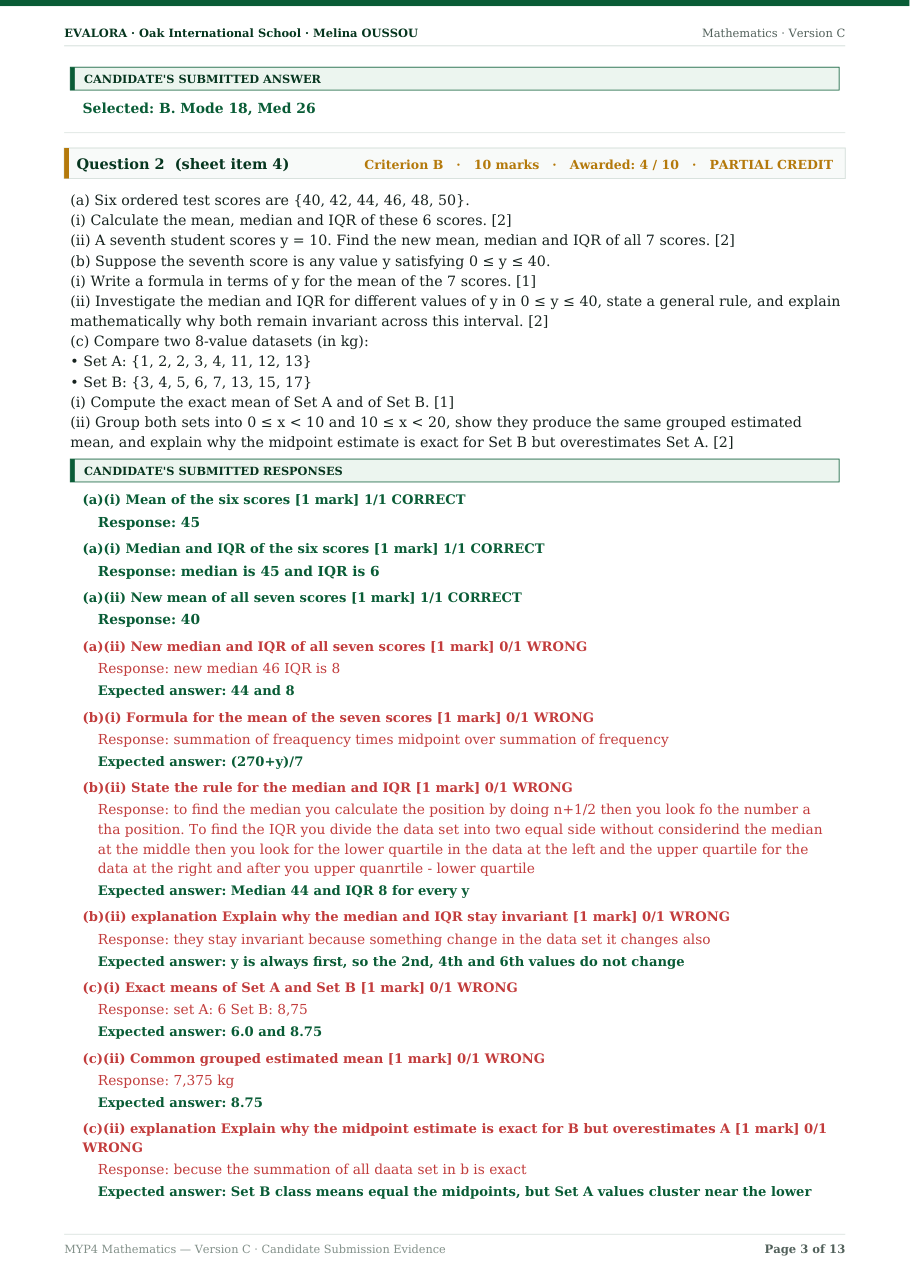 EVALORA · Oak International School · Melina OUSSOU
Mathematics · Version C
CANDIDATE'S SUBMITTED ANSWER
Selected: B. Mode 18, Med 26
Question 2 (sheet item 4)
Criterion B · 10 marks · Awarded: 4 / 10 · PARTIAL CREDIT
(a) Six ordered test scores are {40, 42, 44, 46, 48, 50}.
(i) Calculate the mean, median and IQR of these 6 scores. [2]
(ii) A seventh student scores y = 10. Find the new mean, median and IQR of all 7 scores. [2]
(b) Suppose the seventh score is any value y satisfying 0 ≤ y ≤ 40.
(i) Write a formula in terms of y for the mean of the 7 scores. [1]
(ii) Investigate the median and IQR for different values of y in 0 ≤ y ≤ 40, state a general rule, and explain
mathematically why both remain invariant across this interval. [2]
(c) Compare two 8-value datasets (in kg):
• Set A: {1, 2, 2, 3, 4, 11, 12, 13}
• Set B: {3, 4, 5, 6, 7, 13, 15, 17}
(i) Compute the exact mean of Set A and of Set B. [1]
(ii) Group both sets into 0 ≤ x < 10 and 10 ≤ x < 20, show they produce the same grouped estimated
mean, and explain why the midpoint estimate is exact for Set B but overestimates Set A. [2]
CANDIDATE'S SUBMITTED RESPONSES
(a)(i) Mean of the six scores [1 mark] 1/1 CORRECT
Response: 45
(a)(i) Median and IQR of the six scores [1 mark] 1/1 CORRECT
Response: median is 45 and IQR is 6
(a)(ii) New mean of all seven scores [1 mark] 1/1 CORRECT
Response: 40
(a)(ii) New median and IQR of all seven scores [1 mark] 0/1 WRONG
Response: new median 46 IQR is 8
Expected answer: 44 and 8
(b)(i) Formula for the mean of the seven scores [1 mark] 0/1 WRONG
Response: summation of freaquency times midpoint over summation of frequency
Expected answer: (270+y)/7
(b)(ii) State the rule for the median and IQR [1 mark] 0/1 WRONG
Response: to find the median you calculate the position by doing n+1/2 then you look fo the number a
tha position. To find the IQR you divide the data set into two equal side without considerind the median
at the middle then you look for the lower quartile in the data at the left and the upper quartile for the
data at the right and after you upper quanrtile - lower quartile
Expected answer: Median 44 and IQR 8 for every y
(b)(ii) explanation Explain why the median and IQR stay invariant [1 mark] 0/1 WRONG
Response: they stay invariant because something change in the data set it changes also
Expected answer: y is always first, so the 2nd, 4th and 6th values do not change
(c)(i) Exact means of Set A and Set B [1 mark] 0/1 WRONG
Response: set A: 6 Set B: 8,75
Expected answer: 6.0 and 8.75
(c)(ii) Common grouped estimated mean [1 mark] 0/1 WRONG
Response: 7,375 kg
Expected answer: 8.75
(c)(ii) explanation Explain why the midpoint estimate is exact for B but overestimates A [1 mark] 0/1
WRONG
Response: becuse the summation of all daata set in b is exact
Expected answer: Set B class means equal the midpoints, but Set A values cluster near the lower
MYP4 Mathematics — Version C · Candidate Submission Evidence
Page 3 of 13